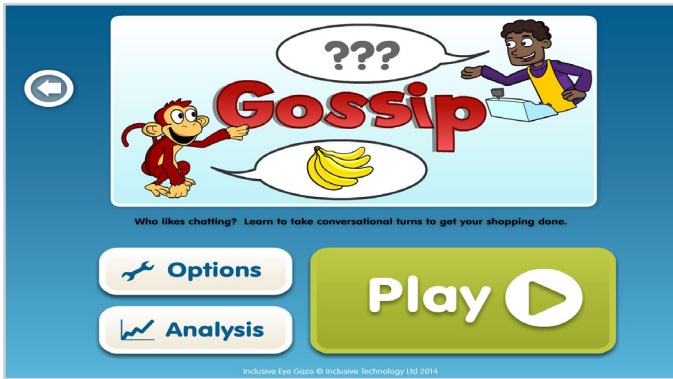 ???
Gossip
Who likes chatting? Learn to take conversational turns to get your shopping done.
Options
Analysis
Play
Inclusive Eye Gaze © Inclusive Technology Ltd 2014